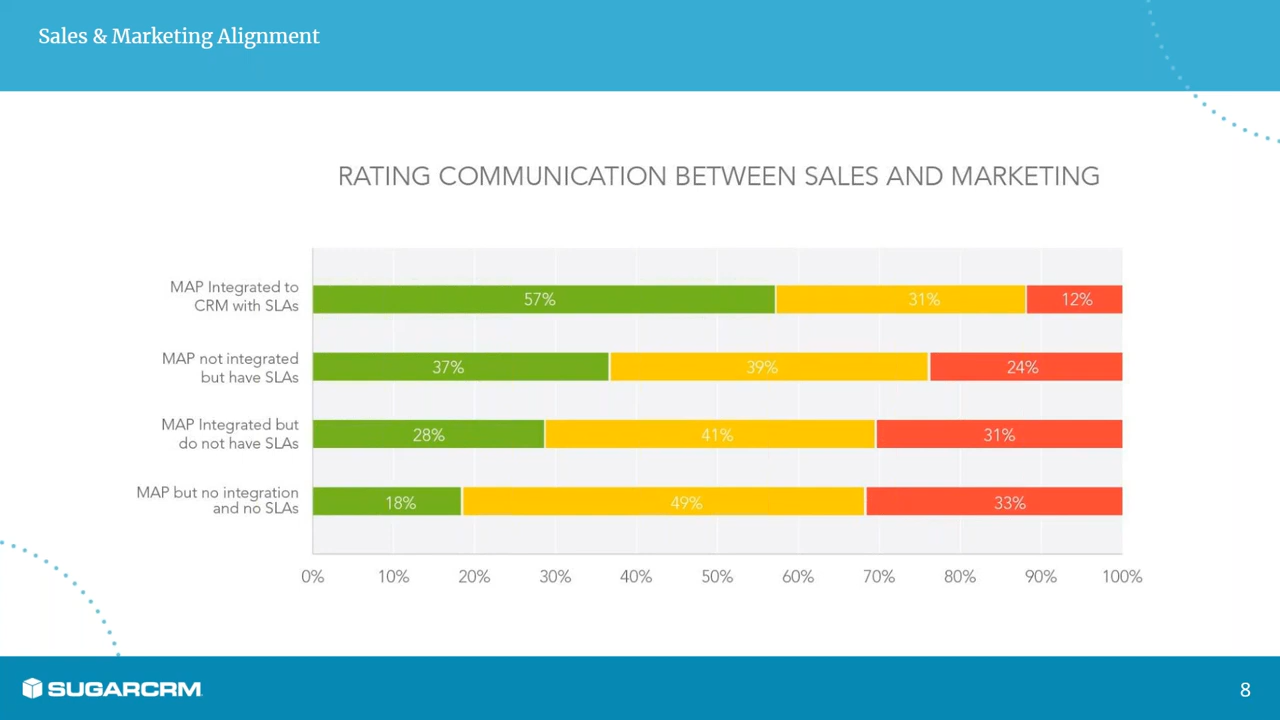 Sales & Marketing Alignment
RATING COMMUNICATION BETWEEN SALES AND MARKETING
MAP Integrated to
CRM with SLAs
57%
31%
12%
MAP not integrated
but have SLAs
37%
39%
24%
MAP Integrated but
do not have SLAs
28%
41%
31%
MAP but no integration
and no SLAs
18%
49%
33%
0%
10%
20%
30%
40%
50%
60%
70%
80%
90%
100%
SUGARCRM
8